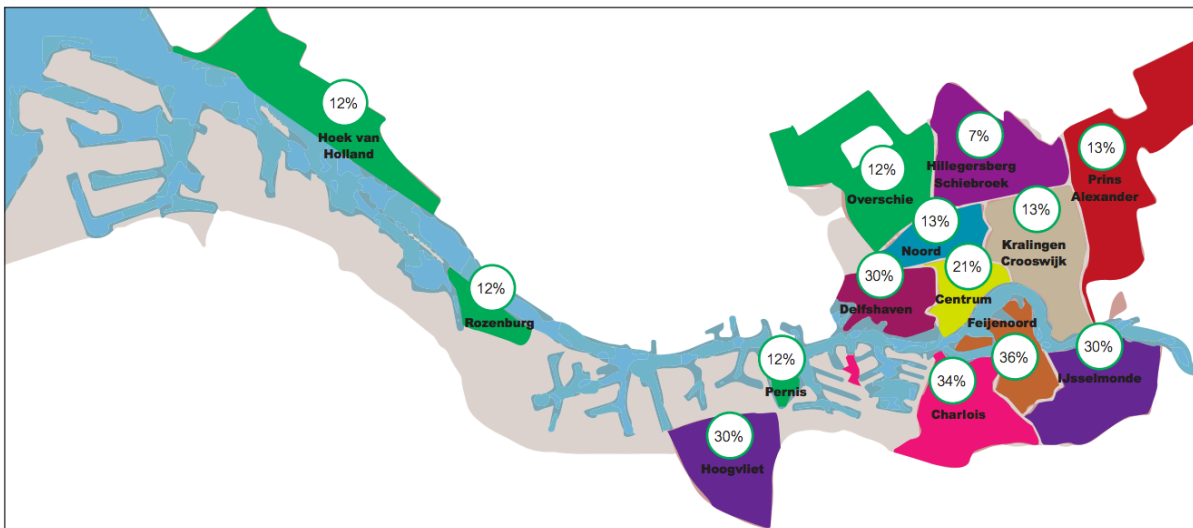 12%
Hoek van
Holland
12%
Rozenburg
12%
Pernis
30%
Hoogvliet
12%
Overschie
7%
Hillegersberg
Schiebroek
13%
Prins
Alexander
13%
Noord
13%
Kralingen
Crooswijk
30%
Delfshaven
21%
Centrum
Feijenoord
36%
34%
Charlois
30%
IJsselmonde